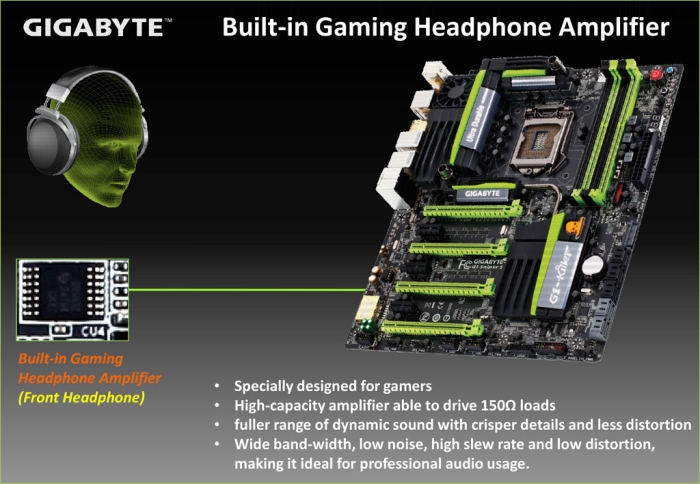 GIGABYTE™
Built-in Gaming Headphone Amplifier
Ultra Durable
GIGABYTE
GIGABYTE
G1.Sniper 3
G1-Killer
CU4
Built-in Gaming
Headphone Amplifier
(Front Headphone)
• Specially designed for gamers
• High-capacity amplifier able to drive 150Ω loads
• fuller range of dynamic sound with crisper details and less distortion
• Wide band-width, low noise, high slew rate and low distortion,
making it ideal for professional audio usage.